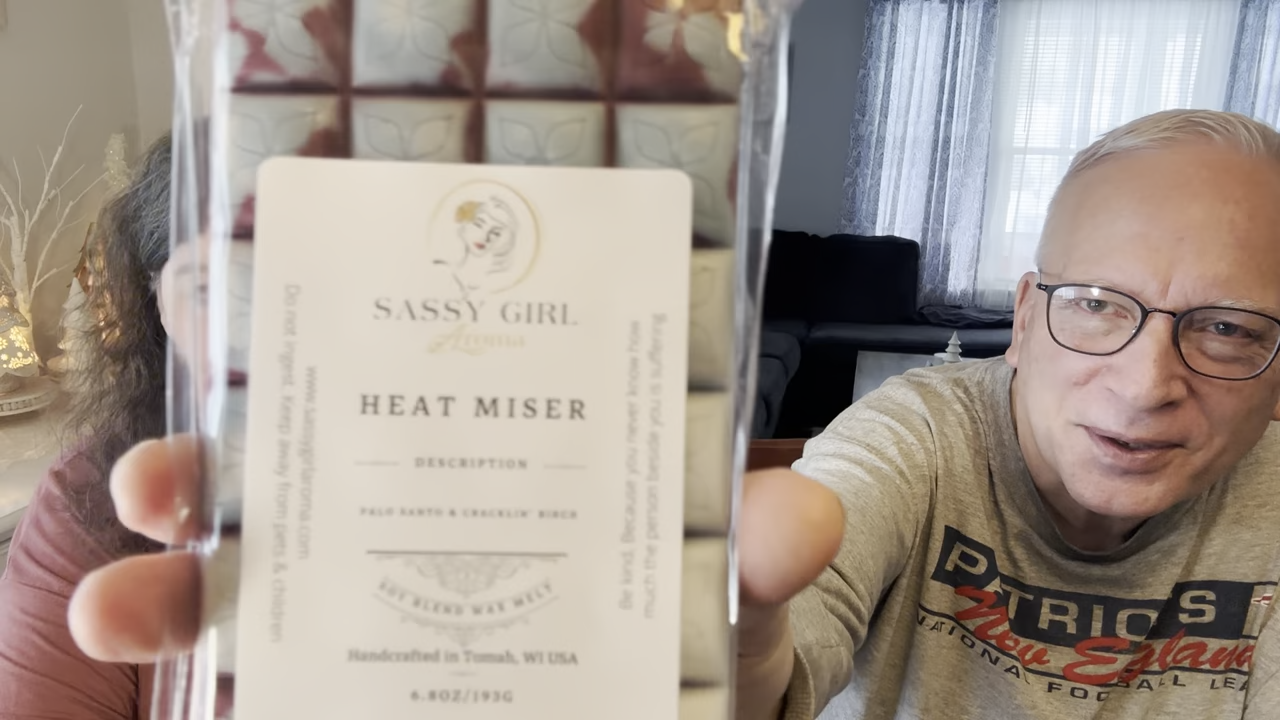 SASSY GIRL
Aroma
HEAT MISER
DESCRIPTION
PALO SANTO & CRACKLIN' BIRCH
SOY BLEND WAX MELT
Handcrafted in Tomah, WI USA
6.8OZ/193G
Do not ingest, keep away from pets & children
www.sassygirlaroma.com
Be kind. Because you never know how
much the person beside you is suffering
PATRIOTS
New England
NATIONAL FOOTBALL LEA